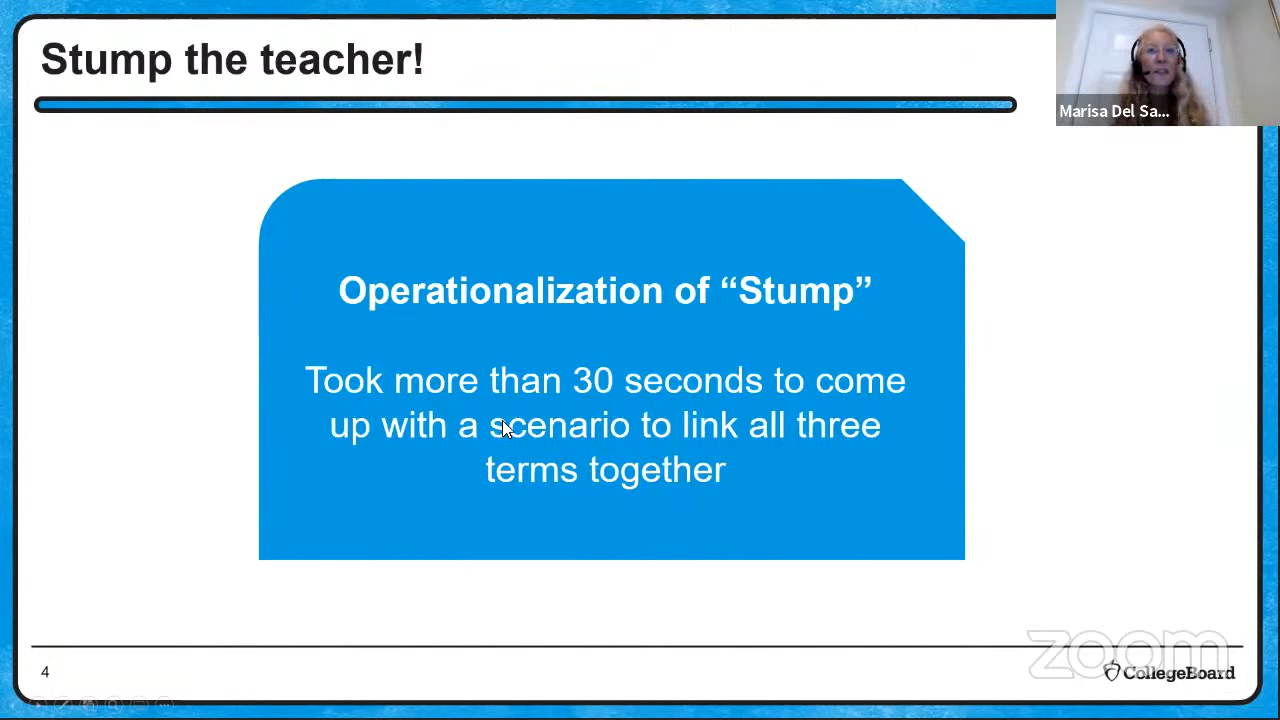 Stump the teacher!
Marisa Del Sa...
Operationalization of “Stump”
Took more than 30 seconds to come
up with a scenario to link all three
terms together
zoom
4
CollegeBoard